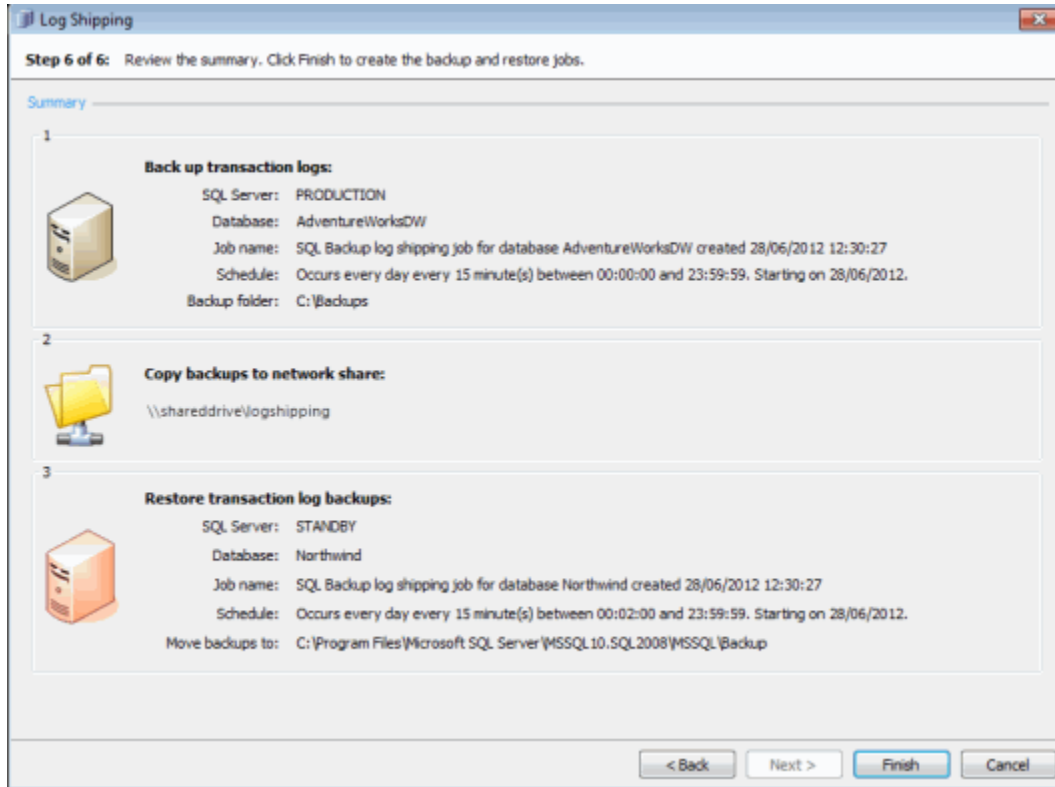 Log Shipping
Step 6 of 6: Review the summary. Click Finish to create the backup and restore jobs.
Summary
1
Back up transaction logs:
SQL Server: PRODUCTION
Database: AdventureWorksDW
Job name: SQL Backup log shipping job for database AdventureWorksDW created 28/06/2012 12:30:27
Schedule: Occurs every day every 15 minute(s) between 00:00:00 and 23:59:59. Starting on 28/06/2012.
Backup folder: C:\Backups
2
Copy backups to network share:
\\shareddrive\logshipping
3
Restore transaction log backups:
SQL Server: STANDBY
Database: Northwind
Job name: SQL Backup log shipping job for database Northwind created 28/06/2012 12:30:27
Schedule: Occurs every day every 15 minute(s) between 00:02:00 and 23:59:59. Starting on 28/06/2012.
Move backups to: C:\Program Files\Microsoft SQL Server\MSSQL10.SQL2008\MSSQL\Backup
< Back Next > Finish Cancel